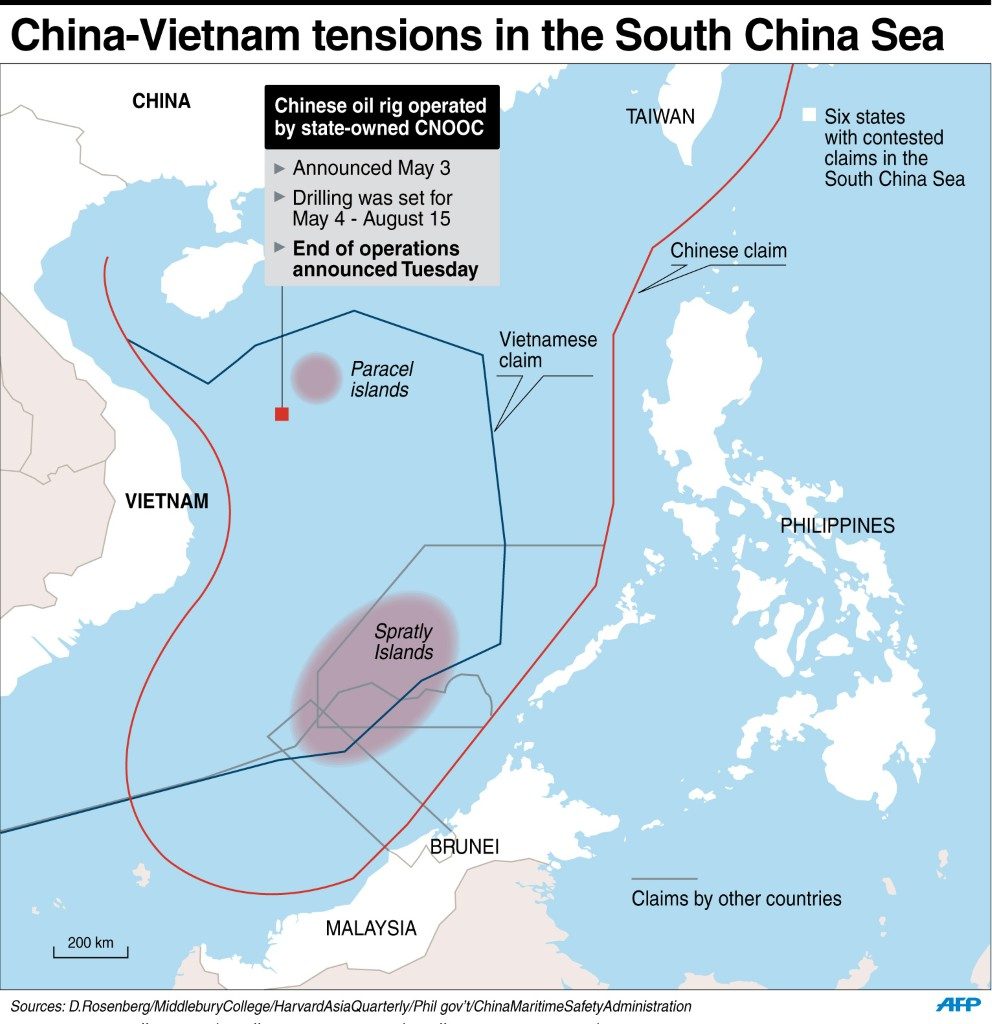 China-Vietnam tensions in the South China Sea
CHINA
Chinese oil rig operated
by state-owned CNOOC
Announced May 3
Drilling was set for
May 4 - August 15
End of operations
announced Tuesday
TAIWAN
Six states
with contested
claims in the
South China Sea
Chinese claim
Vietnamese
claim
Paracel
islands
VIETNAM
PHILIPPINES
Spratly
Islands
BRUNEI
Claims by other countries
MALAYSIA
200 km
Sources: D.Rosenberg/MiddleburyCollege/HarvardAsiaQuarterly/Phil gov't/ChinaMaritimeSafetyAdministration
AFP